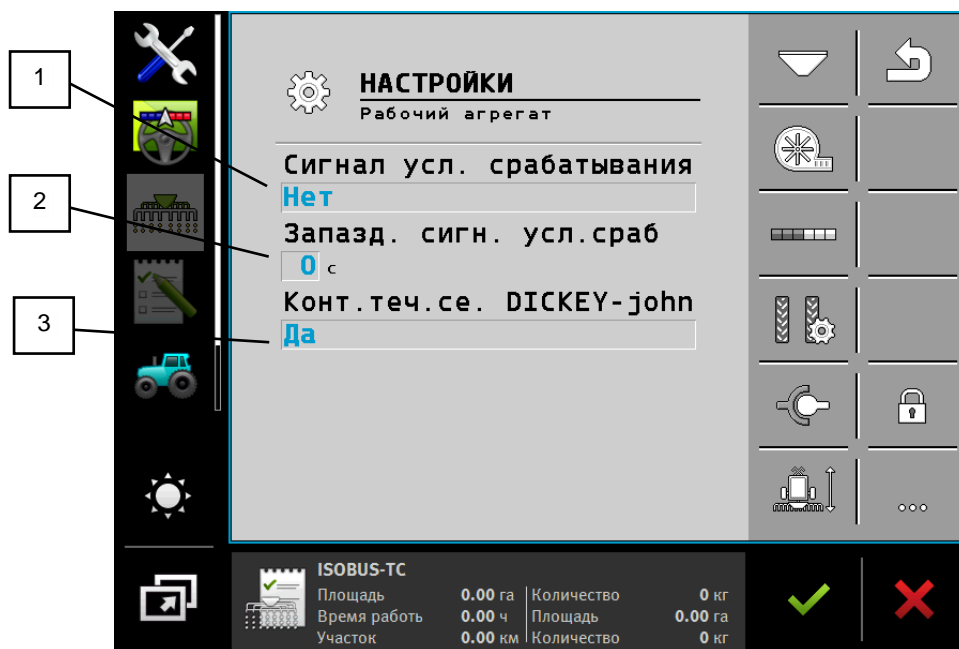 1
2
3
НАСТРОЙКИ
Рабочий агрегат
Сигнал усл. срабатывания
Нет
Запазд. сигн. усл.сраб
0 с
Конт.теч.се. DICKEY-john
Да
ISOBUS-TC
Площадь 0.00 га Количество 0 кг
Время работь 0.00 ч Площадь 0.00 га
Участок 0.00 км Количество 0 кг